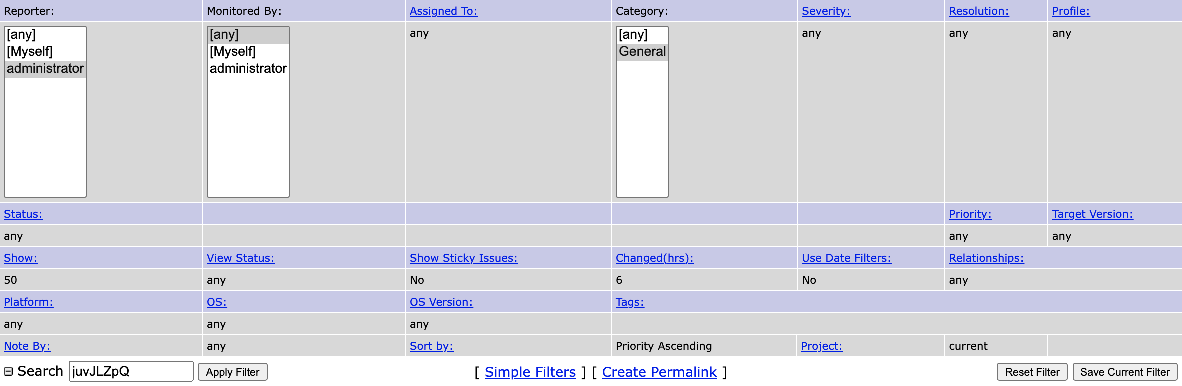 Reporter: Monitored By: Assigned To: Category: Severity: Resolution: Profile:
[any] [any] any [any] any any any
[Myself] [Myself] General
administrator administrator
Status: Priority: Target Version:
any any any
Show: View Status: Show Sticky Issues: Changed(hrs): Use Date Filters: Relationships:
50 any No 6 No any
Platform: OS: OS Version: Tags:
any any any
Note By: any Sort by: Priority Ascending Project: current
Search juvJLZpQ Apply Filter [ Simple Filters ] [ Create Permalink ] Reset Filter Save Current Filter